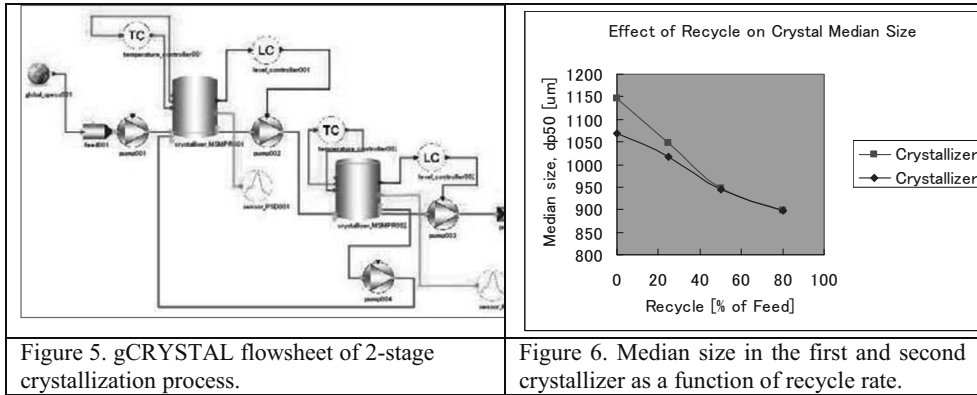 TC
temperature_controller001
LC
level_controller001
global_specs001
feed001
pump001
crystalliser_MSMPR001
pump002
TC
temperature_controller002
LC
level_controller002
sensor_PSD001
crystalliser_MSMPR002
pump003
pump004
Figure 5. gCRYSTAL flowsheet of 2-stage
crystallization process.
Effect of Recycle on Crystal Median Size
Median size, dp50 [um]
1200
1150
1100
1050
1000
950
900
850
800
0
20
40
60
80
100
Recycle [% of Feed]
Crystallizer
Crystallizer
Figure 6. Median size in the first and second
crystallizer as a function of recycle rate.